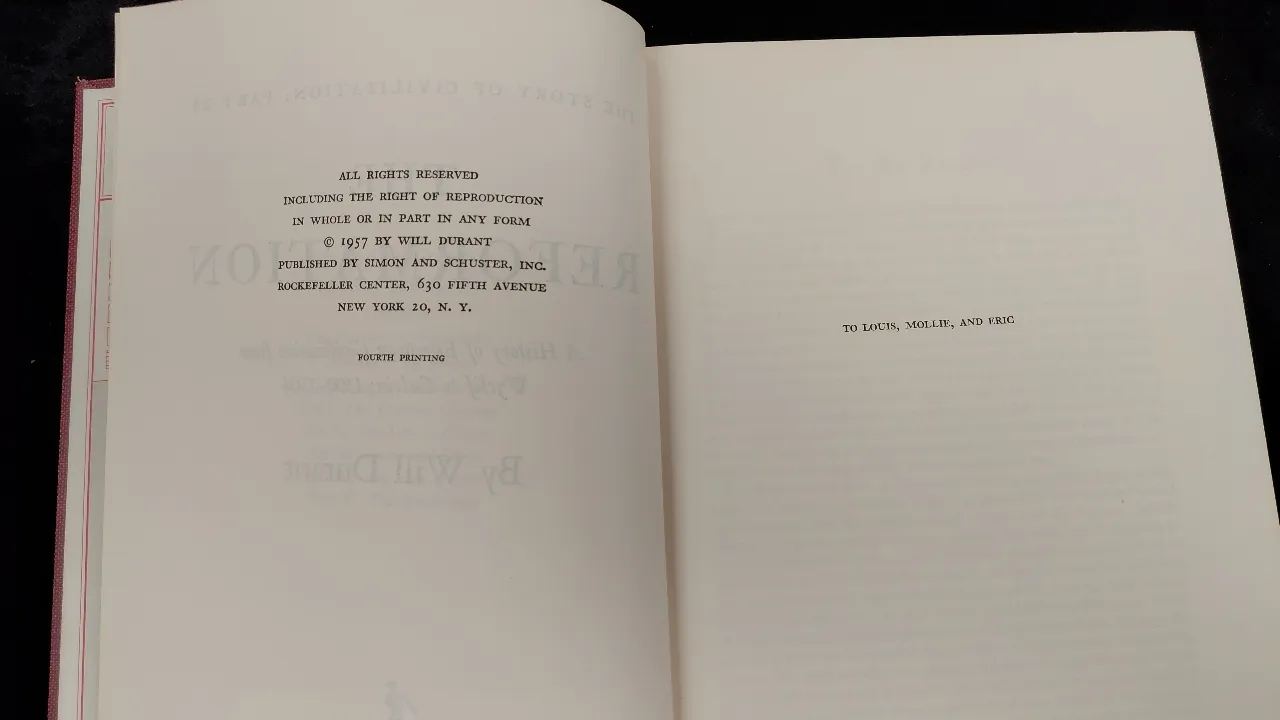 ALL RIGHTS RESERVED
INCLUDING THE RIGHT OF REPRODUCTION
IN WHOLE OR IN PART IN ANY FORM
© 1957 BY WILL DURANT
PUBLISHED BY SIMON AND SCHUSTER, INC.
ROCKEFELLER CENTER, 630 FIFTH AVENUE
NEW YORK 20, N. Y.
FOURTH PRINTING
TO LOUIS, MOLLIE, AND ERIC